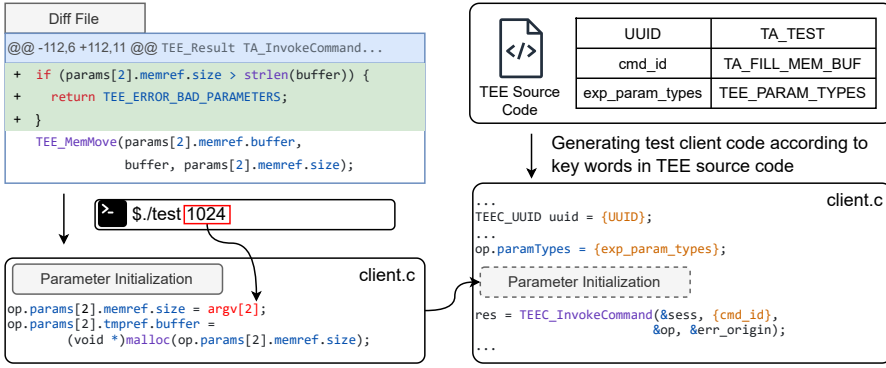 Diff File
@@ -112,6 +112,11 @@ TEE_Result TA_InvokeCommand...
+ if (params[2].memref.size > strlen(buffer)) {
+ return TEE_ERROR_BAD_PARAMETERS;
+ }
TEE_MemMove(params[2].memref.buffer,
buffer, params[2].memref.size);
$./test 1024
Parameter Initialization
client.c
op.params[2].memref.size = argv[2];
op.params[2].tmpref.buffer =
(void *)malloc(op.params[2].memref.size);
</>
TEE Source
Code
UUID TA_TEST
cmd_id TA_FILL_MEM_BUF
exp_param_types TEE_PARAM_TYPES
Generating test client code according to
key words in TEE source code
client.c
...
TEEC_UUID uuid = {UUID};
...
op.paramTypes = {exp_param_types};
Parameter Initialization
res = TEEC_InvokeCommand(&sess, {cmd_id},
&op, &err_origin);
...